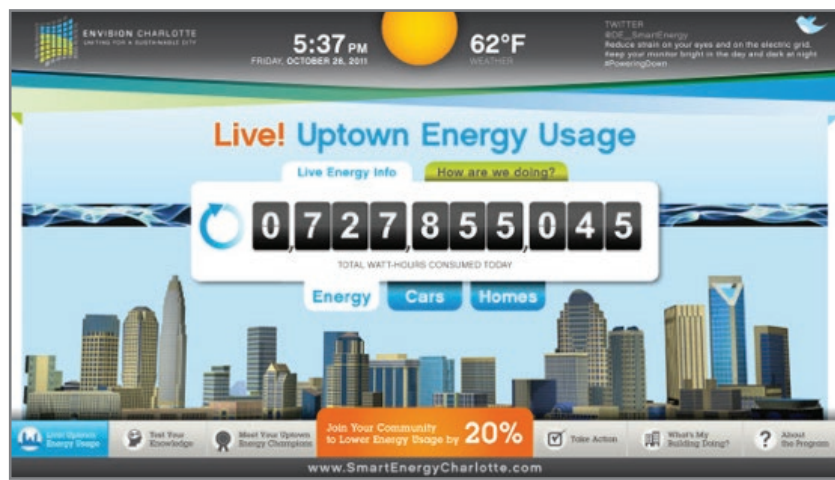 ENVISION CHARLOTTE
UNITING FOR A SUSTAINABLE CITY
5:37 PM
FRIDAY, OCTOBER 28, 2011
62°F
WEATHER
TWITTER
@DE_SmartEnergy
Reduce strain on your eyes and on the electric grid.
Keep your monitor bright in the day and dark at night
#PoweringDown
Live! Uptown Energy Usage
Live Energy Info
How are we doing?
0,727,855,045
TOTAL WATT-HOURS CONSUMED TODAY
Energy
Cars
Homes
Live! Uptown
Energy Usage
Test Your
Knowledge
Meet Your Uptown
Energy Champions
Join Your Community
to Lower Energy Usage by 20%
Take Action
What's My
Building Doing?
?
About
the Program
www.SmartEnergyCharlotte.com